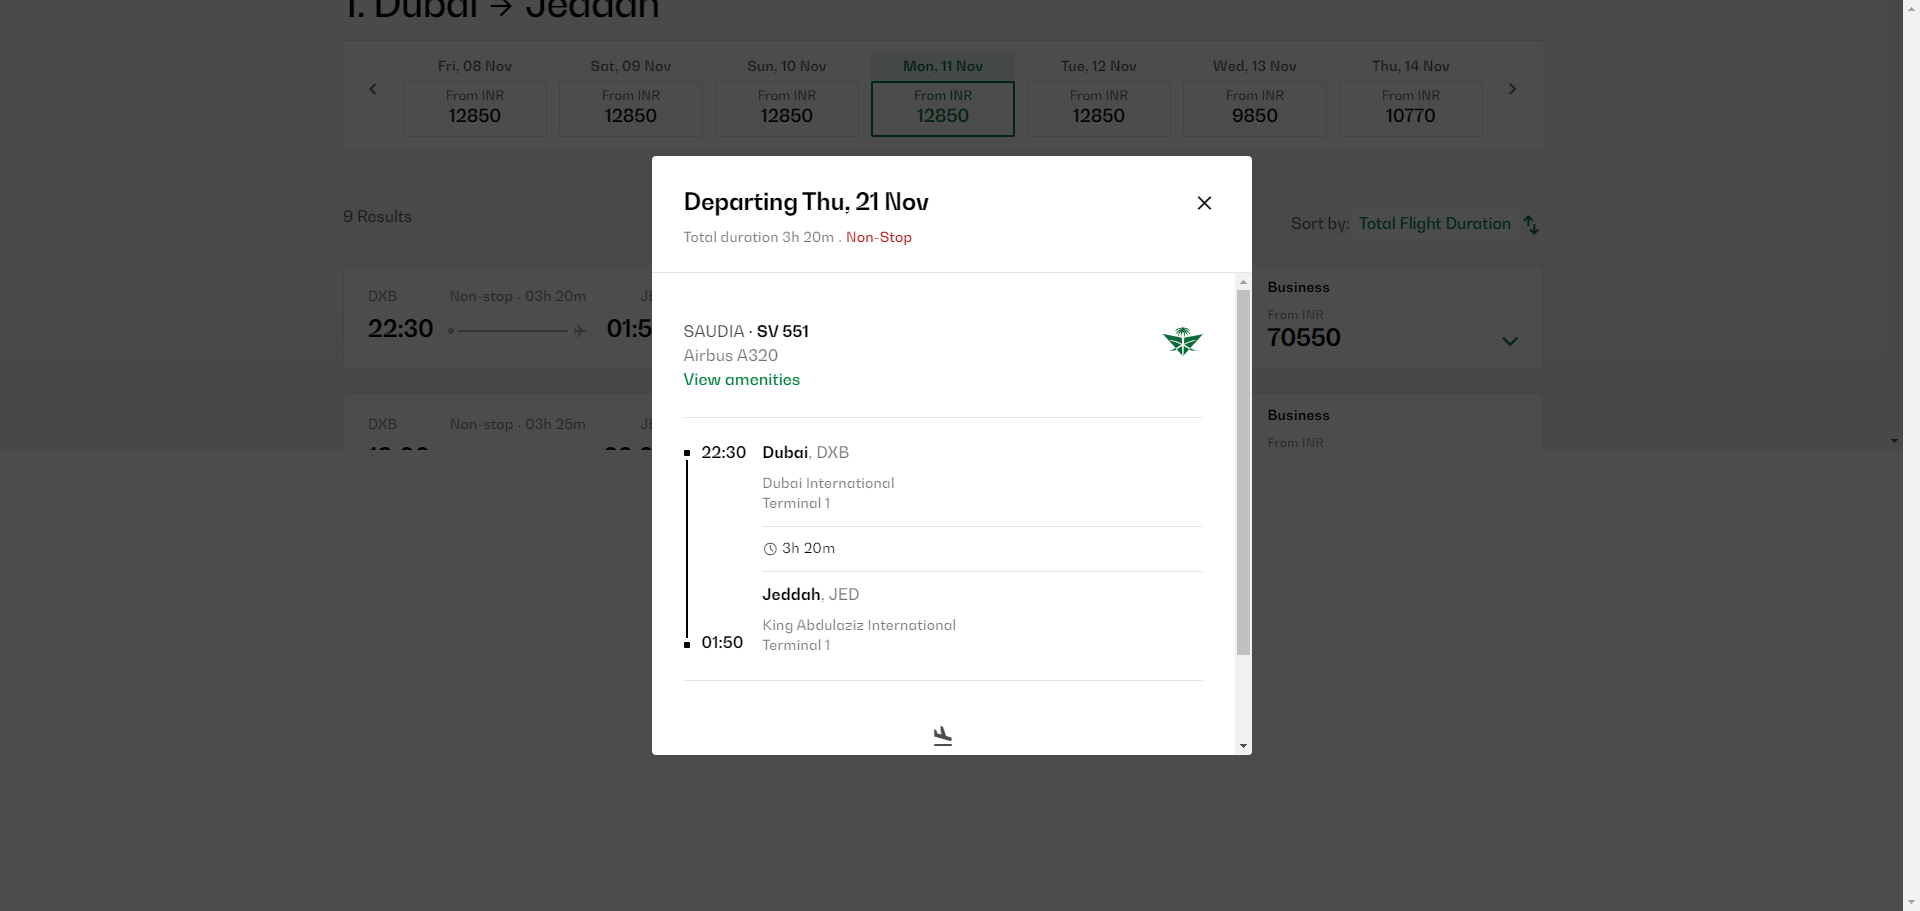 1. Dubai → Jeddah
Fri, 08 Nov
From INR
12850
Sat, 09 Nov
From INR
12850
Sun, 10 Nov
From INR
12850
Mon, 11 Nov
From INR
12850
Tue, 12 Nov
From INR
12850
Wed, 13 Nov
From INR
9850
Thu, 14 Nov
From INR
10770
9 Results
Sort by: Total Flight Duration
DXB Non-stop · 03h 20m
22:30
Business
From INR
70550
DXB Non-stop · 03h 25m
Business
From INR
Departing Thu, 21 Nov
Total duration 3h 20m . Non-Stop
SAUDIA · SV 551
Airbus A320
View amenities
22:30 Dubai, DXB
Dubai International
Terminal 1
3h 20m
Jeddah, JED
King Abdulaziz International
01:50 Terminal 1